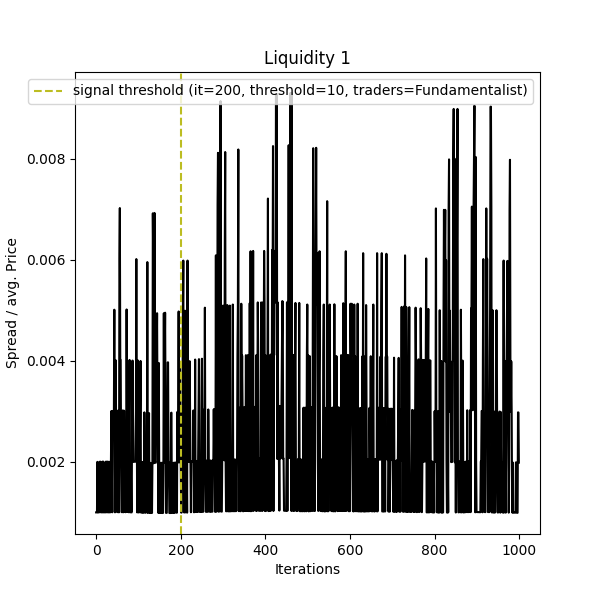 Liquidity 1
signal threshold (it=200, threshold=10, traders=Fundamentalist)
Spread / avg. Price
0.008
0.006
0.004
0.002
0 200 400 600 800 1000
Iterations